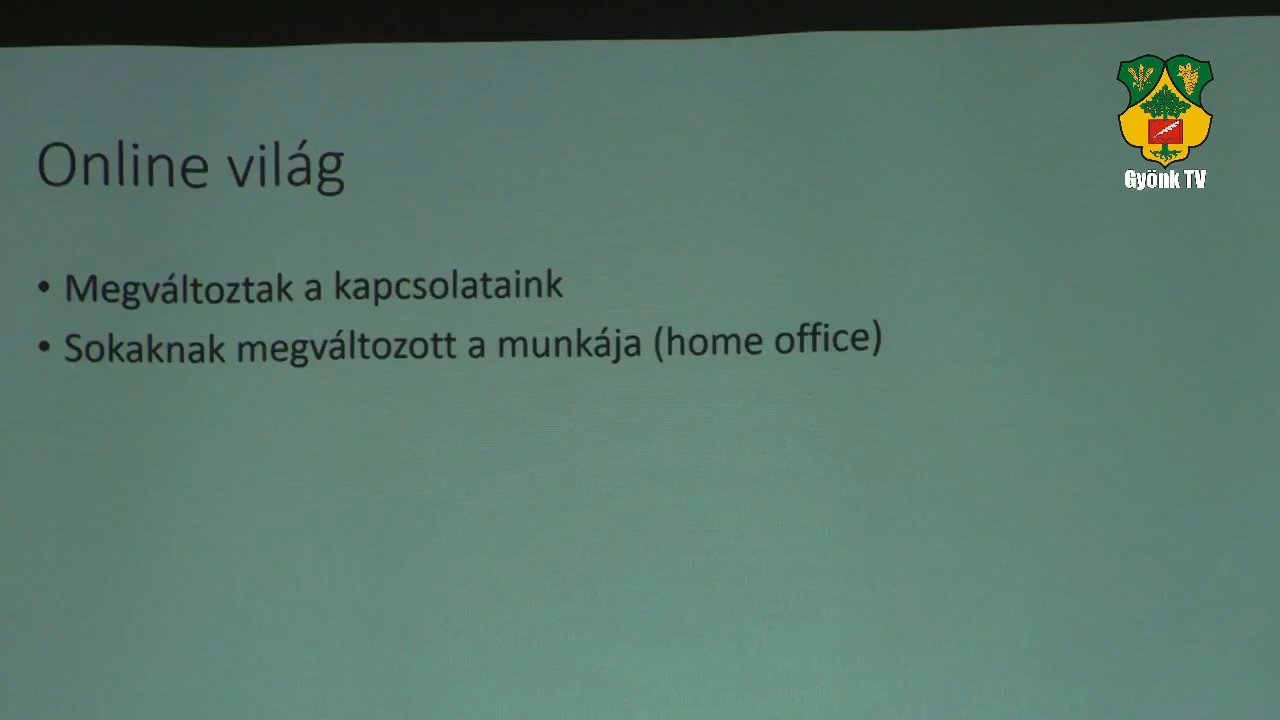 Online világ
• Megváltoztak a kapcsolataink
• Sokaknak megváltozott a munkája (home office)
Gyönk TV